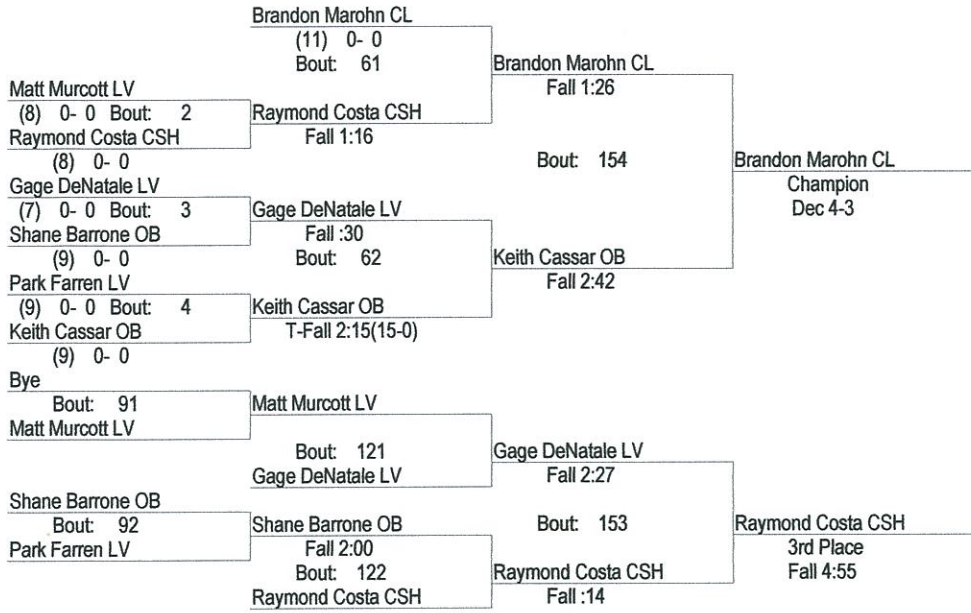 Brandon Marohn CL
(11) 0- 0
Bout: 61
Brandon Marohn CL
Fall 1:26
Matt Murcott LV
(8) 0- 0 Bout: 2
Raymond Costa CSH
Fall 1:16
Raymond Costa CSH
(8) 0- 0
Bout: 154
Brandon Marohn CL
Champion
Dec 4-3
Gage DeNatale LV
(7) 0- 0 Bout: 3
Gage DeNatale LV
Fall :30
Shane Barrone OB
(9) 0- 0
Bout: 62
Keith Cassar OB
Fall 2:42
Park Farren LV
(9) 0- 0 Bout: 4
Keith Cassar OB
T-Fall 2:15(15-0)
Keith Cassar OB
(9) 0- 0
Bye
Bout: 91
Matt Murcott LV
Matt Murcott LV
Bout: 121
Gage DeNatale LV
Fall 2:27
Gage DeNatale LV
Shane Barrone OB
Bout: 92
Shane Barrone OB
Fall 2:00
Bout: 153
Raymond Costa CSH
3rd Place
Fall 4:55
Park Farren LV
Bout: 122
Raymond Costa CSH
Fall :14
Raymond Costa CSH